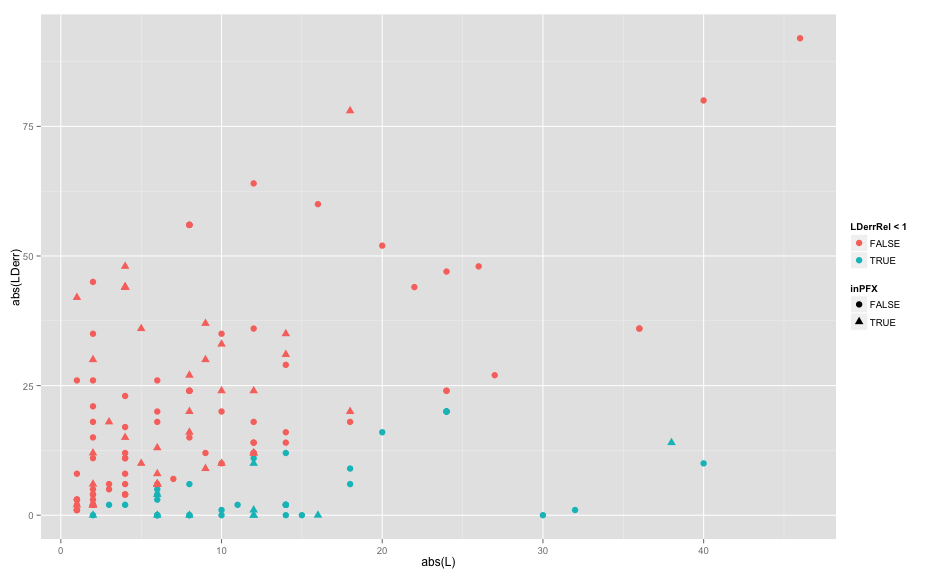 75
50
25
0
abs(LDerr)
0
10
20
30
40
abs(L)
LDerrRel < 1
FALSE
TRUE
inPFX
FALSE
TRUE